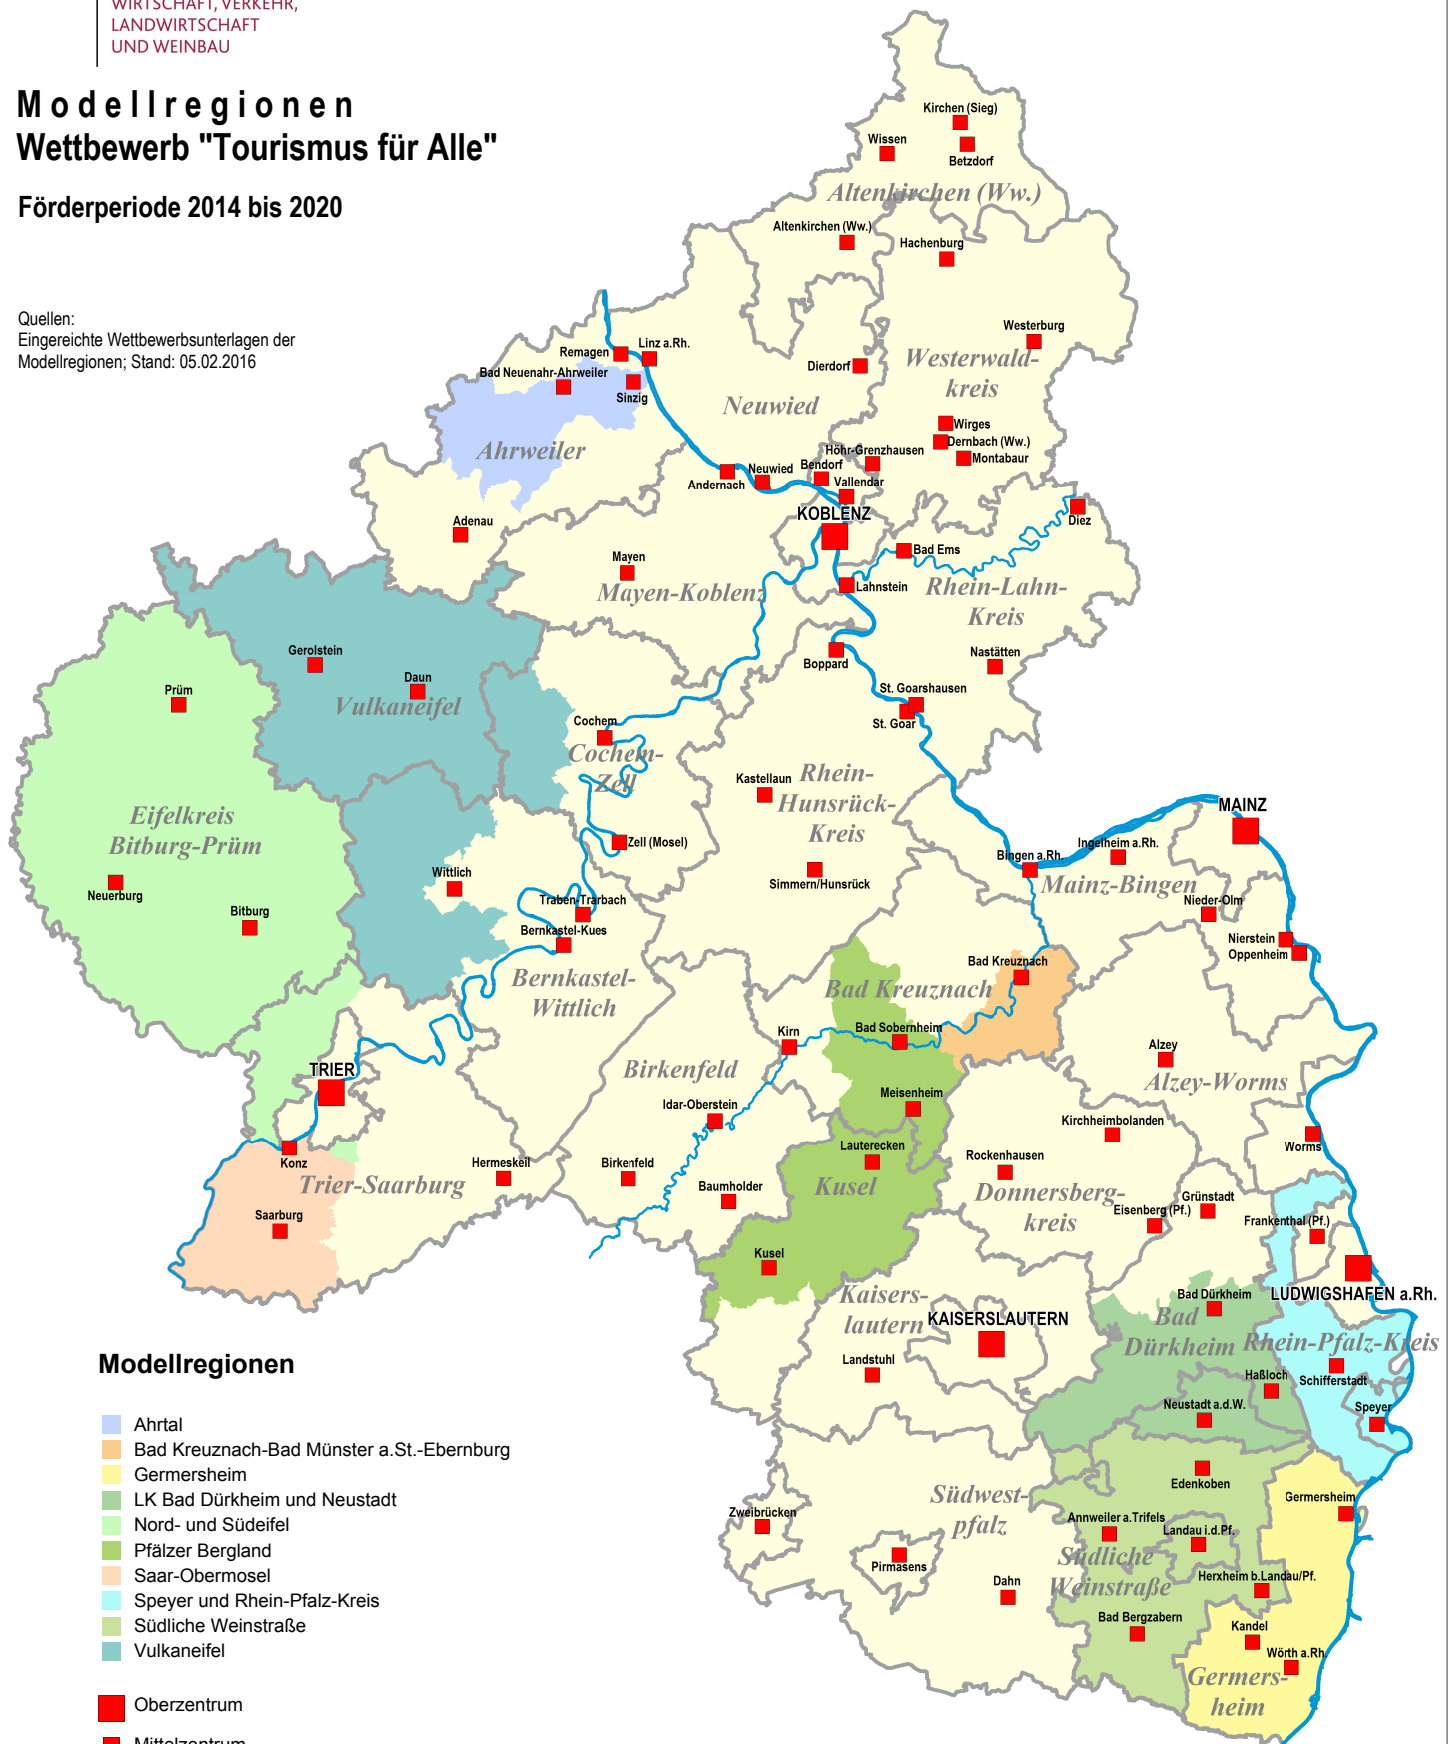 WIRTSCHAFT, VERKEHR,
LANDWIRTSCHAFT
UND WEINBAU
Modellregionen
Wettbewerb "Tourismus für Alle"
Förderperiode 2014 bis 2020
Quellen:
Eingereichte Wettbewerbsunterlagen der
Modellregionen; Stand: 05.02.2016
Kirchen (Sieg)
Wissen
Betzdorf
Altenkirchen (Ww.)
Altenkirchen (Ww.)
Hachenburg
Westerburg
Westerwald-
kreis
Remagen
Linz a.Rh.
Dierdorf
Bad Neuenahr-Ahrweiler
Sinzig
Neuwied
Ahrweiler
Wirges
Dernbach (Ww.)
Montabaur
Höhr-Grenzhausen
Bendorf
Neuwied
Andernach
Vallendar
KOBLENZ
Diez
Adenau
Bad Ems
Mayen
Mayen-Koblenz
Lahnstein
Rhein-Lahn-
Kreis
Gerolstein
Boppard
Nastätten
Daun
Prüm
Vulkaneifel
St. Goarshausen
St. Goar
Cochem
Cochem-
Zell
Kastellaun
Rhein-
Hunsrück-
Kreis
Eifelkreis
Bitburg-Prüm
MAINZ
Zell (Mosel)
Ingelheim a.Rh.
Bingen a.Rh.
Wittlich
Simmern/Hunsrück
Mainz-Bingen
Neuerburg
Traben-Trarbach
Nieder-Olm
Bitburg
Bernkastel-Kues
Nierstein
Oppenheim
Bad Kreuznach
Bernkastel-
Wittlich
Bad Kreuznach
Kirn
Bad Sobernheim
Alzey
TRIER
Birkenfeld
Alzey-Worms
Idar-Oberstein
Meisenheim
Kirchheimbolanden
Lauterecken
Worms
Konz
Hermeskeil
Birkenfeld
Rockenhausen
Trier-Saarburg
Baumholder
Kusel
Donnersberg-
kreis
Grünstadt
Eisenberg (Pf.)
Saarburg
Frankenthal (Pf.)
Kusel
Kaisers-
lautern
Bad Dürkheim
LUDWIGSHAFEN a.Rh.
KAISERSLAUTERN
Bad
Dürkheim
Rhein-Pfalz-Kreis
Landstuhl
Haßloch
Schifferstadt
Neustadt a.d.W.
Speyer
Edenkoben
Südwest-
pfalz
Germersheim
Zweibrücken
Annweiler a.Trifels
Landau i.d.Pf.
Pirmasens
Südliche
Weinstraße
Dahn
Herxheim b.Landau/Pf.
Bad Bergzabern
Kandel
Wörth a.Rh.
Germers-
heim
Modellregionen
Ahrtal
Bad Kreuznach-Bad Münster a.St.-Ebernburg
Germersheim
LK Bad Dürkheim und Neustadt
Nord- und Südeifel
Pfälzer Bergland
Saar-Obermosel
Speyer und Rhein-Pfalz-Kreis
Südliche Weinstraße
Vulkaneifel
Oberzentrum
Mittelzentrum